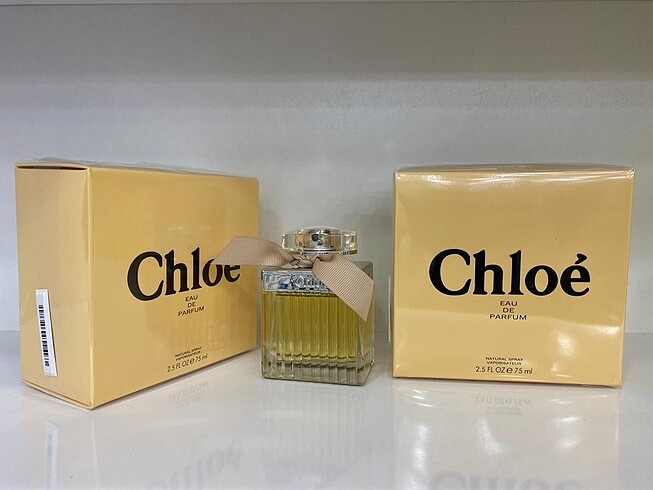 Chloé
EAU
DE
PARFUM
NATURAL SPRAY
VAPORISATEUR
2.5 FL OZ e 75 ml
Chloé
EAU
DE
PARFUM
NATURAL SPRAY
VAPORISATEUR
2.5 FL OZ e 75 ml